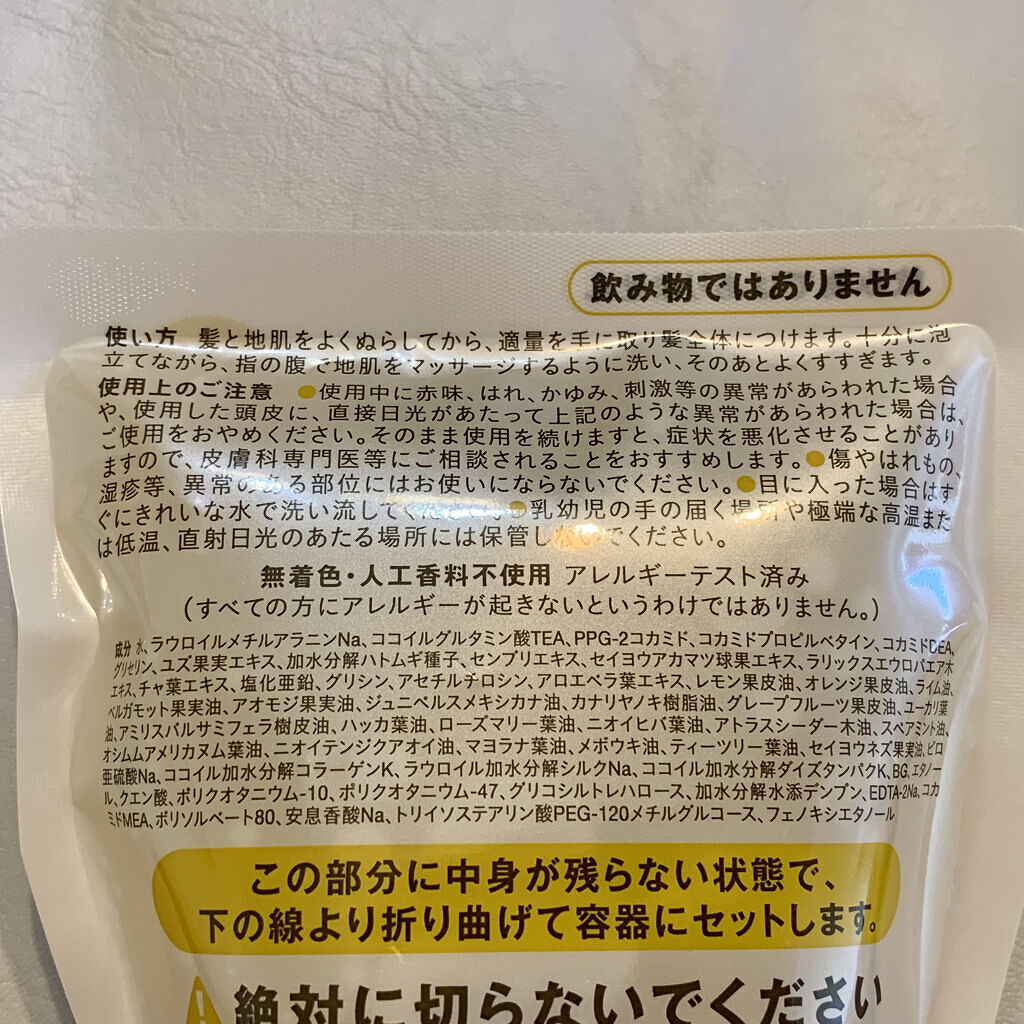 飲み物ではありません
使い方 髪と地肌をよくぬらしてから、適量を手に取り髪全体につけます。十分に泡
立てながら、指の腹で地肌をマッサージするように洗い、そのあとよくすすぎます。
使用上のご注意 ●使用中に赤味、はれ、かゆみ、刺激等の異常があらわれた場合
や、使用した頭皮に、直接日光があたって上記のような異常があらわれた場合は、
ご使用をおやめください。そのまま使用を続けますと、症状を悪化させることがあり
ますので、皮膚科専門医等にご相談されることをおすすめします。●傷やはれもの、
湿疹等、異常のある部位にはお使いにならないでください。●目に入った場合はす
ぐにきれいな水で洗い流してください。●乳幼児の手の届く場所や極端な高温また
は低温、直射日光のあたる場所には保管しないでください。
無着色・人工香料不使用 アレルギーテスト済み
(すべての方にアレルギーが起きないというわけではありません。)
成分 水、ラウロイルメチルアラニンNa、ココイルグルタミン酸TEA、PPG-2コカミド、コカミドプロピルベタイン、コカミドDEA、
グリセリン、ユズ果実エキス、加水分解ハトムギ種子、センブリエキス、セイヨウアカマツ球果エキス、ラリックスエウロパエア木
エキス、チャ葉エキス、塩化亜鉛、グリシン、アセチルチロシン、アロエベラ葉エキス、レモン果皮油、オレンジ果皮油、ライム油、
ベルガモット果実油、アオモジ果実油、ジュニペルスメキシカナ油、カナリヤノキ樹脂油、グレープフルーツ果皮油、ユーカリ葉
油、アミリスバルサミフェラ樹皮油、ハッカ葉油、ローズマリー葉油、ニオイヒバ葉油、アトラスシーダー木油、スペアミント油、
オシムムアメリカヌム葉油、ニオイテンジクアオイ油、マヨラナ葉油、メボウキ油、ティーツリー葉油、セイヨウネズ果実油、ピロ
亜硫酸Na、ココイル加水分解コラーゲンK、ラウロイル加水分解シルクNa、ココイル加水分解ダイズタンパクK、BG、エタノー
ル、クエン酸、ポリクオタニウム-10、ポリクオタニウム-47、グリコシルトレハロース、加水分解水添デンプン、EDTA-2Na、コカ
ミドMEA、ポリソルベート80、安息香酸Na、トリイソステアリン酸PEG-120メチルグルコース、フェノキシエタノール
この部分に中身が残らない状態で、
下の線より折り曲げて容器にセットします。
絶対に切らないでください